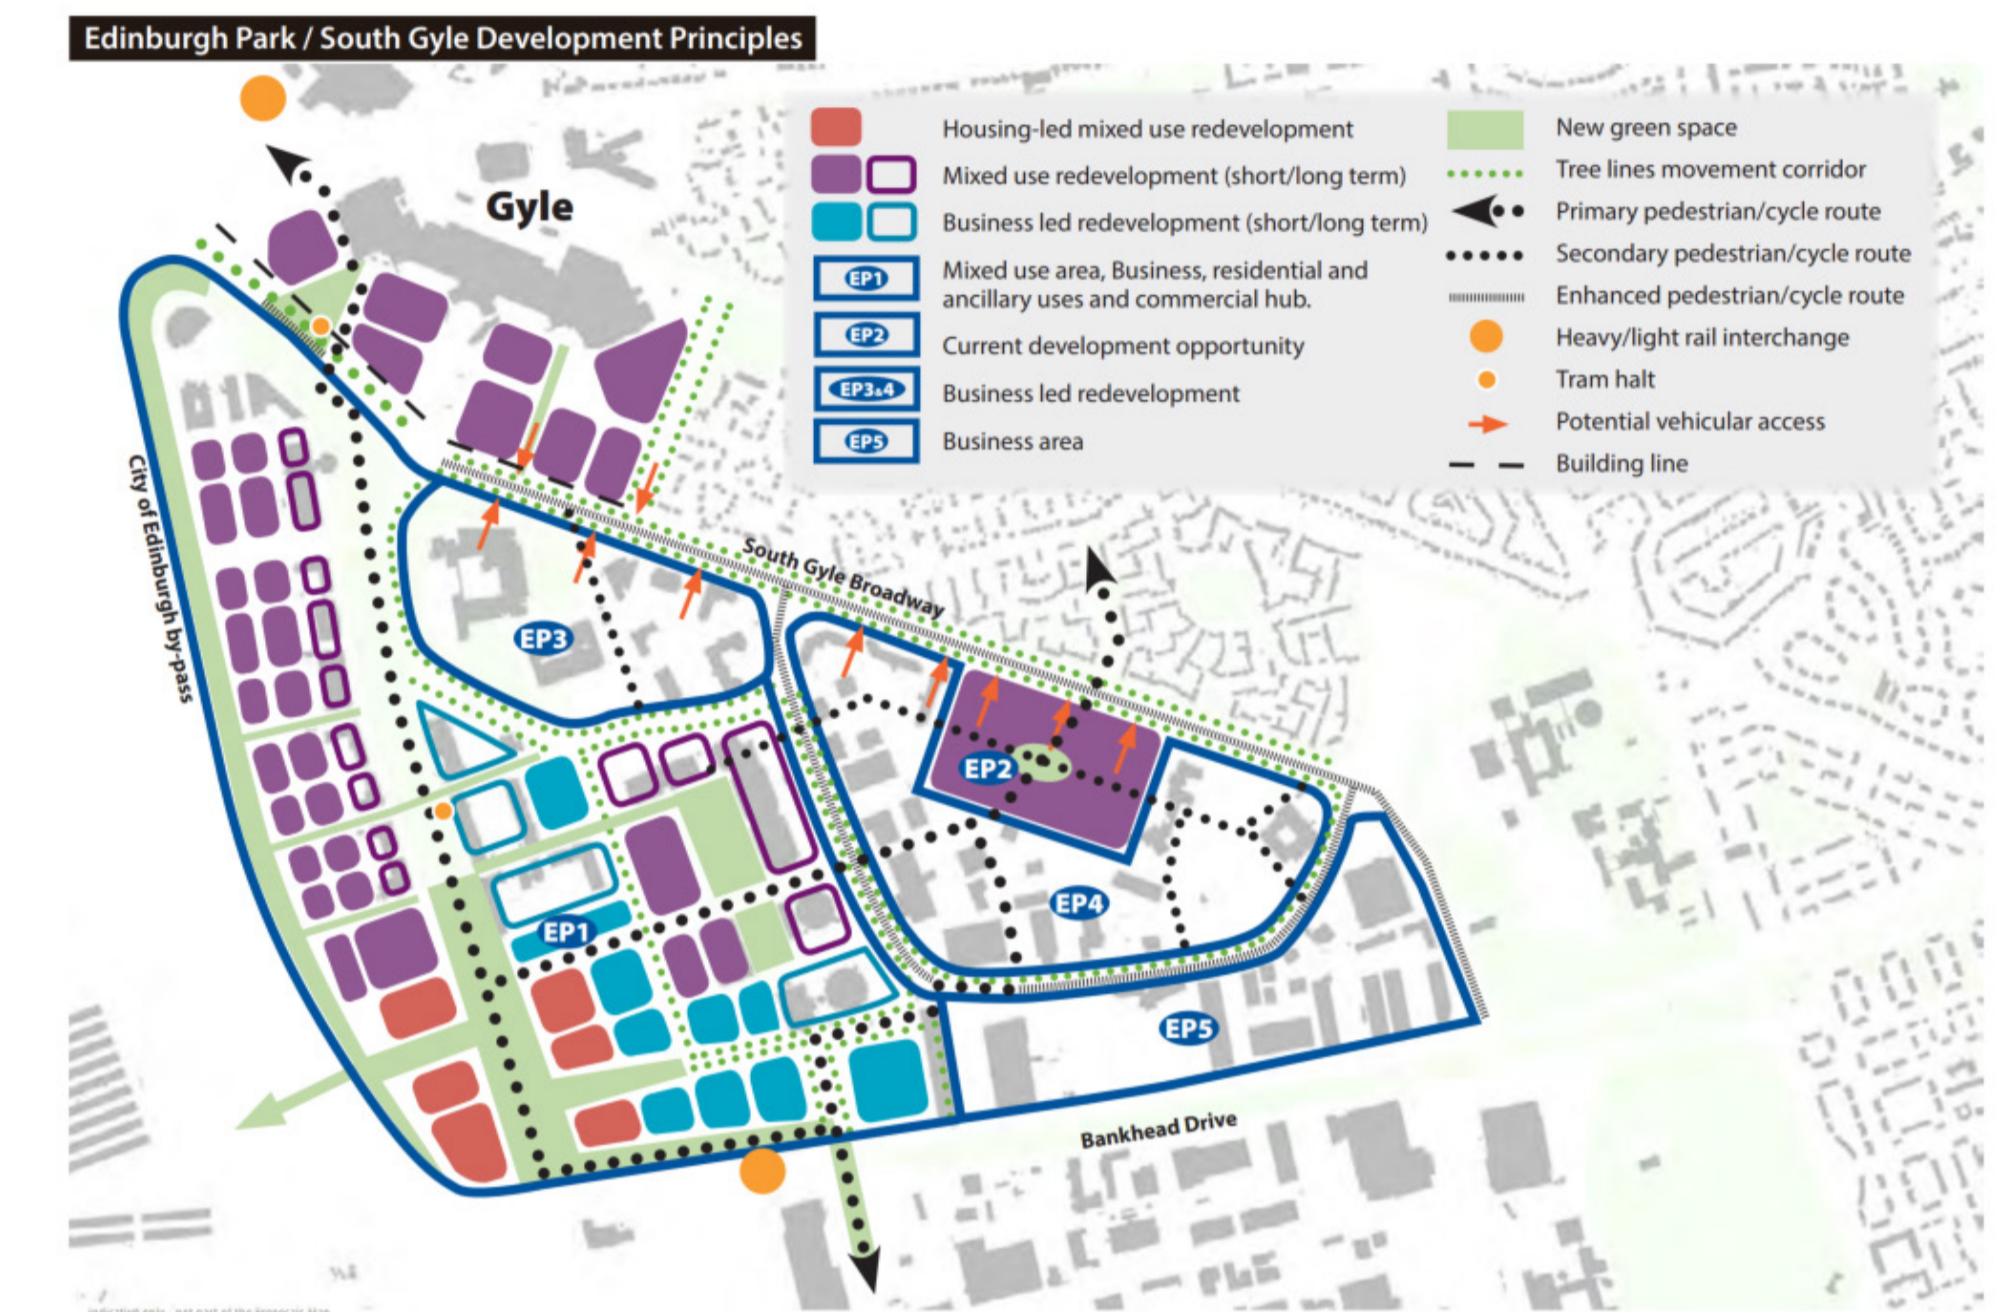 Edinburgh Park / South Gyle Development Principles
Housing-led mixed use redevelopment
Mixed use redevelopment (short/long term)
Business led redevelopment (short/long term)
EP1
Mixed use area, Business, residential and
ancillary uses and commercial hub.
EP2
Current development opportunity
EP3&4
Business led redevelopment
EP5
Business area
New green space
Tree lines movement corridor
Primary pedestrian/cycle route
Secondary pedestrian/cycle route
Enhanced pedestrian/cycle route
Heavy/light rail interchange
Tram halt
Potential vehicular access
Building line
Gyle
City of Edinburgh by-pass
South Gyle Broadway
EP3
EP2
EP4
EP1
EP5
Bankhead Drive